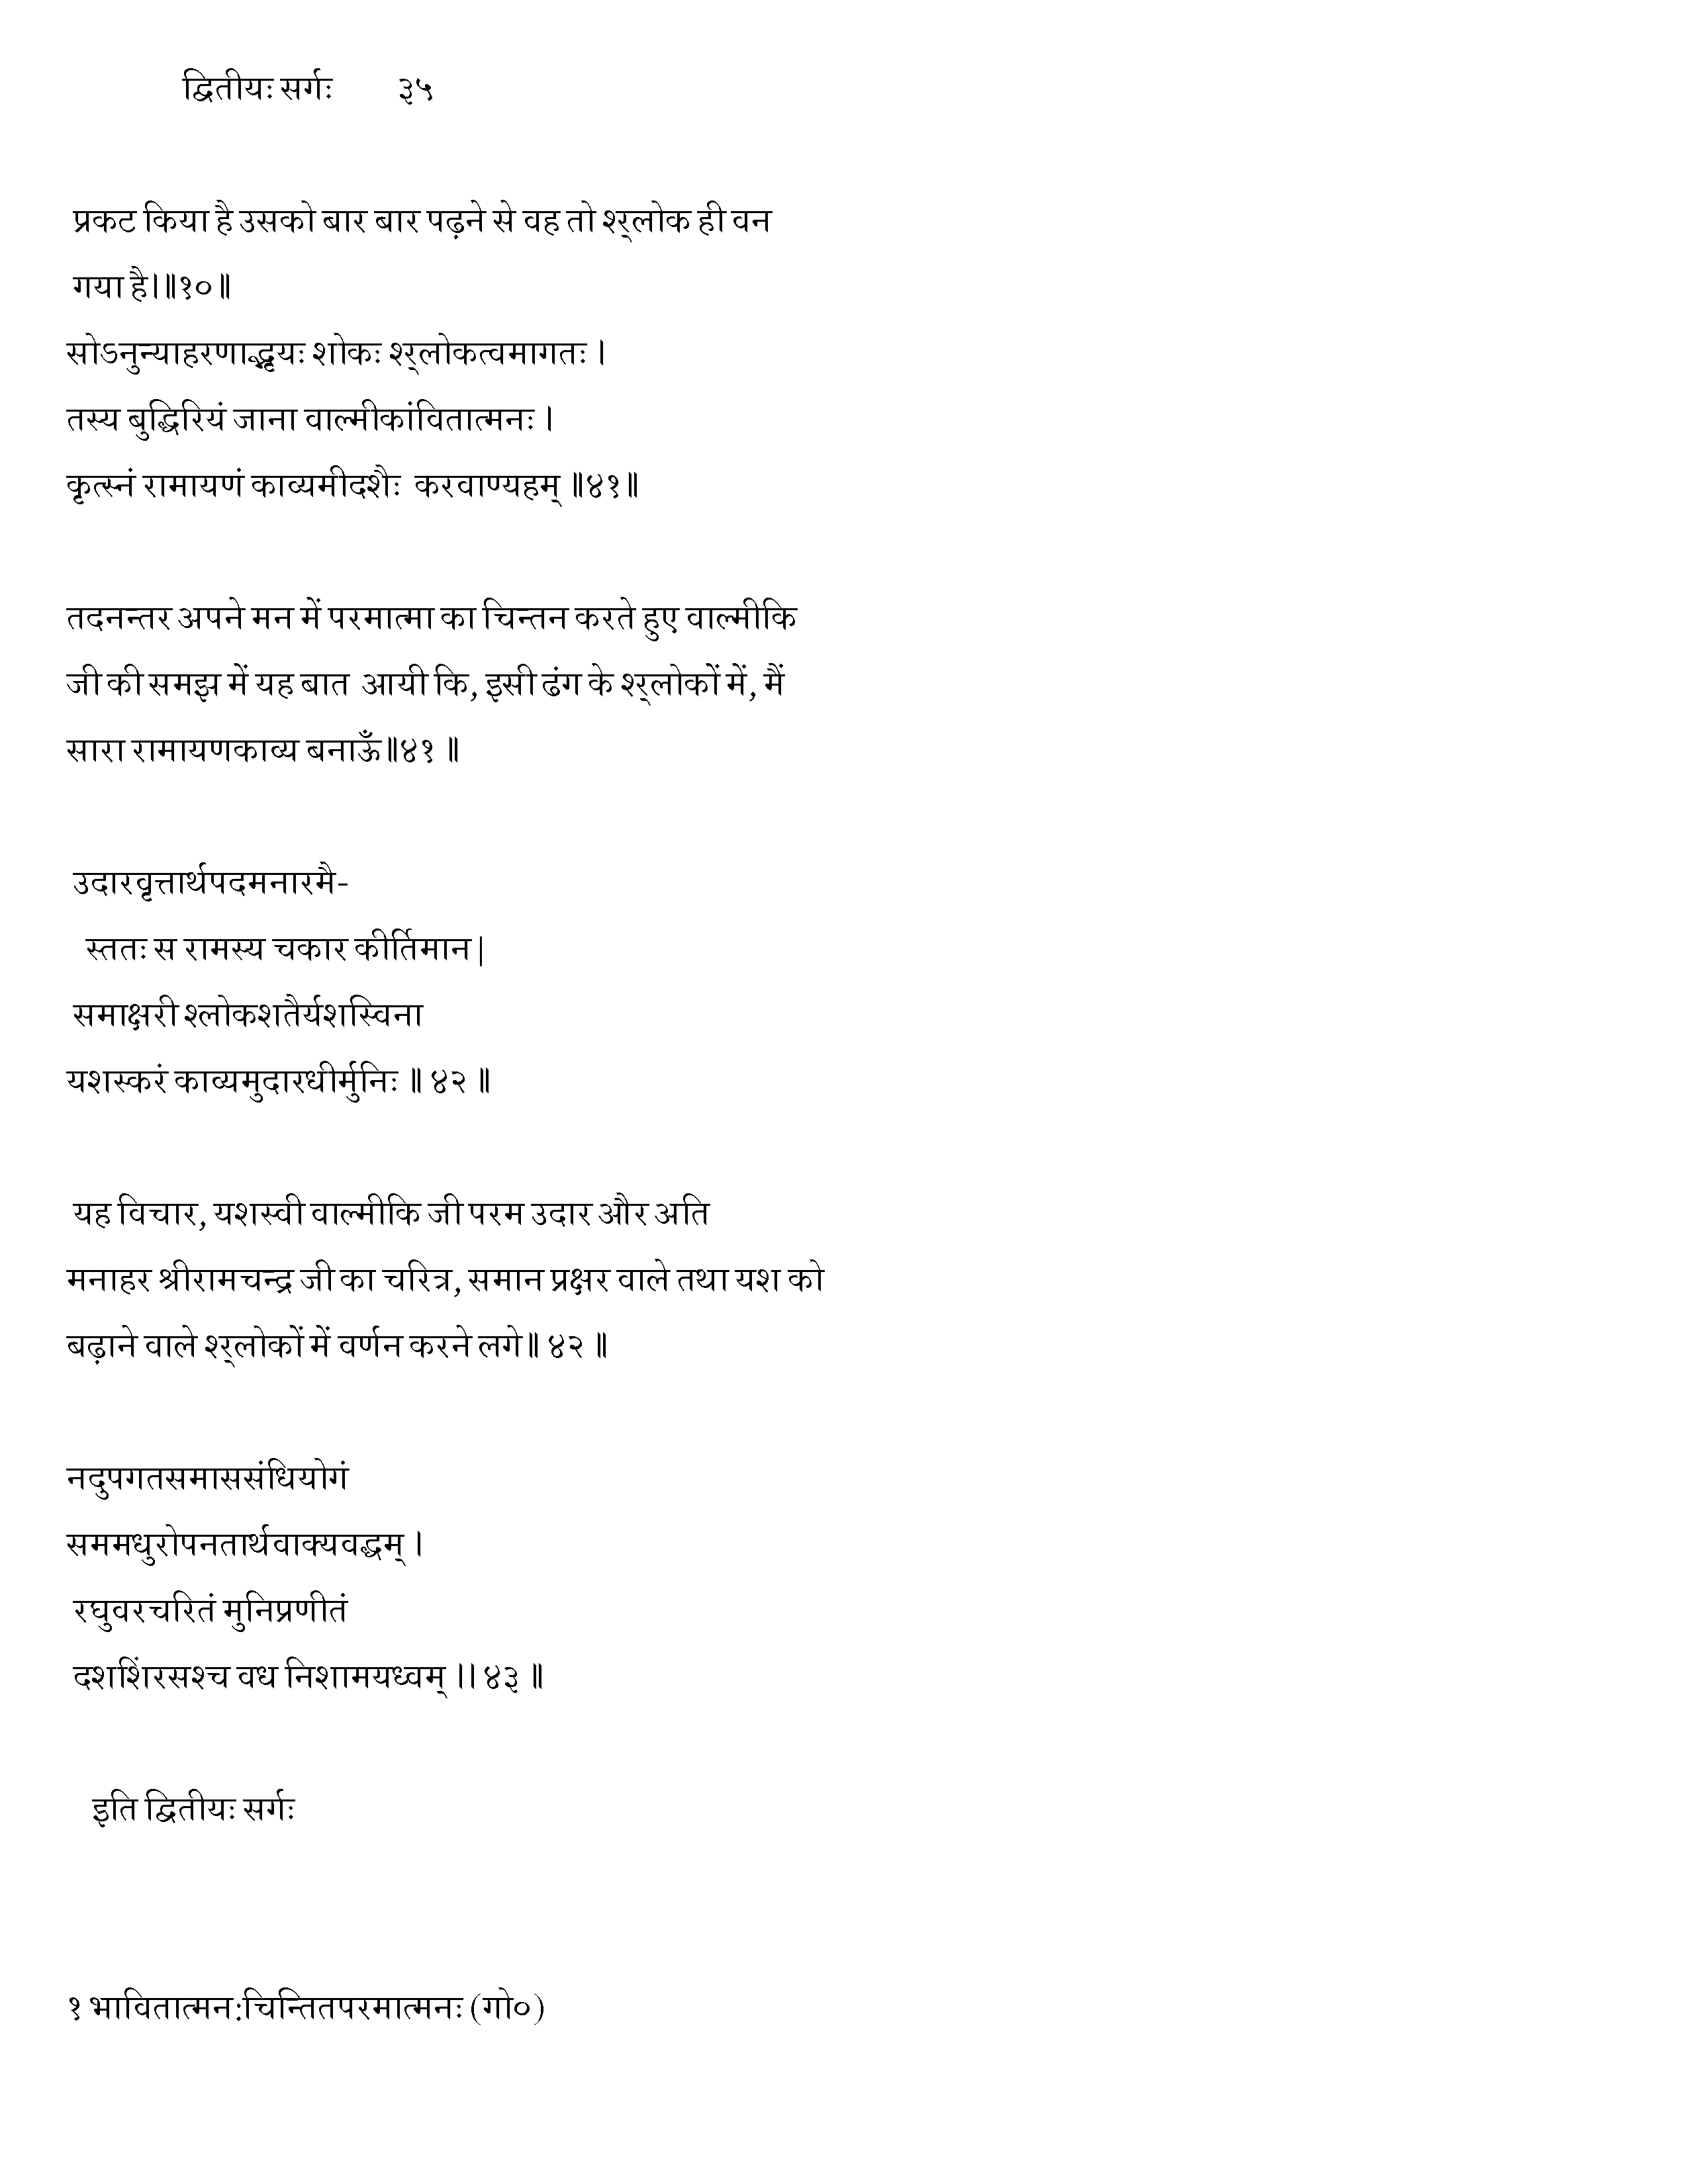 द्वितीयः सर्गः ३५
प्रकट किया है उसको बार बार पढ़ने से वह तो श्र्लोक ही वन
गया है।॥१०॥
सोऽनुन्याहरणाद्भूयः शोकः श्र्लोकत्वमागतः ।
तस्य बुद्धिरियं जाना वाल्मीकांवितात्मनः ।
कृत्स्नं रामायणं काव्यमीदशैः करवाण्यहम् ॥४१॥
तदनन्तर अपने मन में परमात्मा का चिन्तन करते हुए वाल्मीकि
जी की समझ में यह बात आयी कि, इसी ढंग के श्र्लोकों में, मैं
सारा रामायणकाव्य बनाऊँ॥४१ ॥
उदारवृत्तार्थपदमनारमै-
स्ततः स रामस्य चकार कीर्तिमान|
समाक्षरी श्लोकशतैर्यशस्विना
यशस्करं काव्यमुदारधीर्मुनिः ॥ ४२ ॥
यह विचार, यशस्वी वाल्मीकि जी परम उदार और अति
मनाहर श्रीरामचन्द्र जी का चरित्र, समान प्रक्षर वाले तथा यश को
बढ़ाने वाले श्र्लोकों में वर्णन करने लगे॥ ४२ ॥
नदुपगतसमाससंधियोगं
सममधुरोपनतार्थवाक्यवद्धम् ।
रघुवरचरितं मुनिप्रणीतं
दशशिंरसश्च वध निशामयध्वम् ।। ४३ ॥
इति द्वितीयः सर्गः
१ भावितात्मन:चिन्तितपरमात्मनः (गो०)